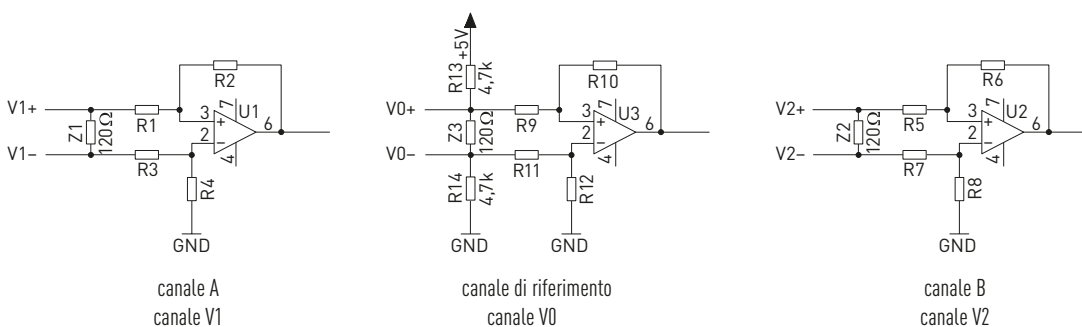 V1+
V1−
Z1
120Ω
R1
R3
R2
R4
3
2
7
4
6
+
−
U1
GND
canale A
canale V1
+5V
R13
4,7k
V0+
V0−
Z3
120Ω
R14
4,7k
R9
R11
R10
R12
3
2
7
4
6
+
−
U3
GND
GND
canale di riferimento
canale V0
V2+
V2−
Z2
120Ω
R5
R7
R6
R8
3
2
7
4
6
+
−
U2
GND
canale B
canale V2